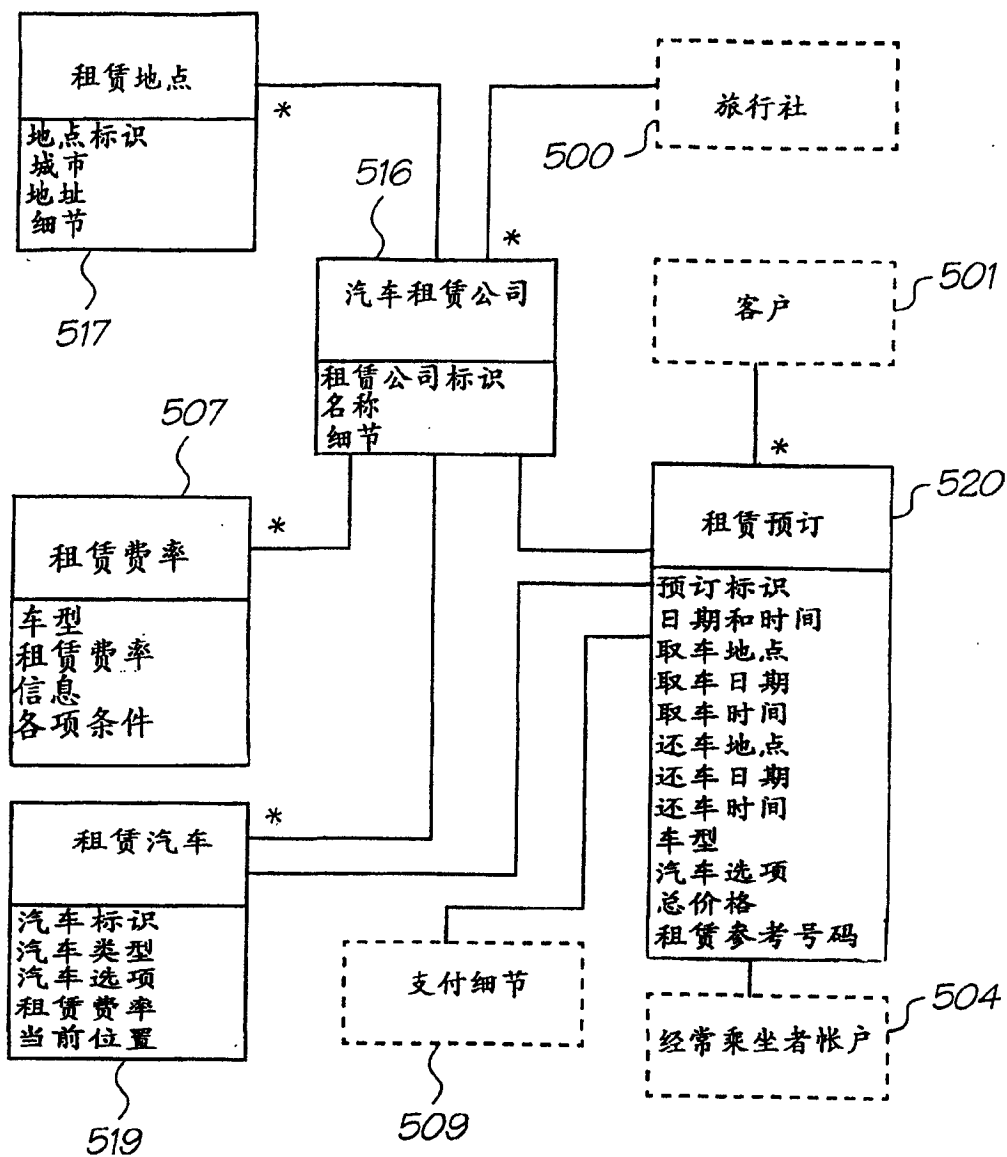 租赁地点
*
地点标识
城市
地址
细节
517
旅行社
500
516
*
汽车租赁公司
租赁公司标识
名称
细节
客户
501
*
507
*
租赁费率
车型
租赁费率
信息
各项条件
520
租赁预订
预订标识
日期和时间
取车地点
取车日期
取车时间
还车地点
还车日期
还车时间
车型
汽车选项
总价格
租赁参考号码
*
租赁汽车
汽车标识
汽车类型
汽车选项
租赁费率
当前位置
519
支付细节
509
504
经常乘坐者帐户